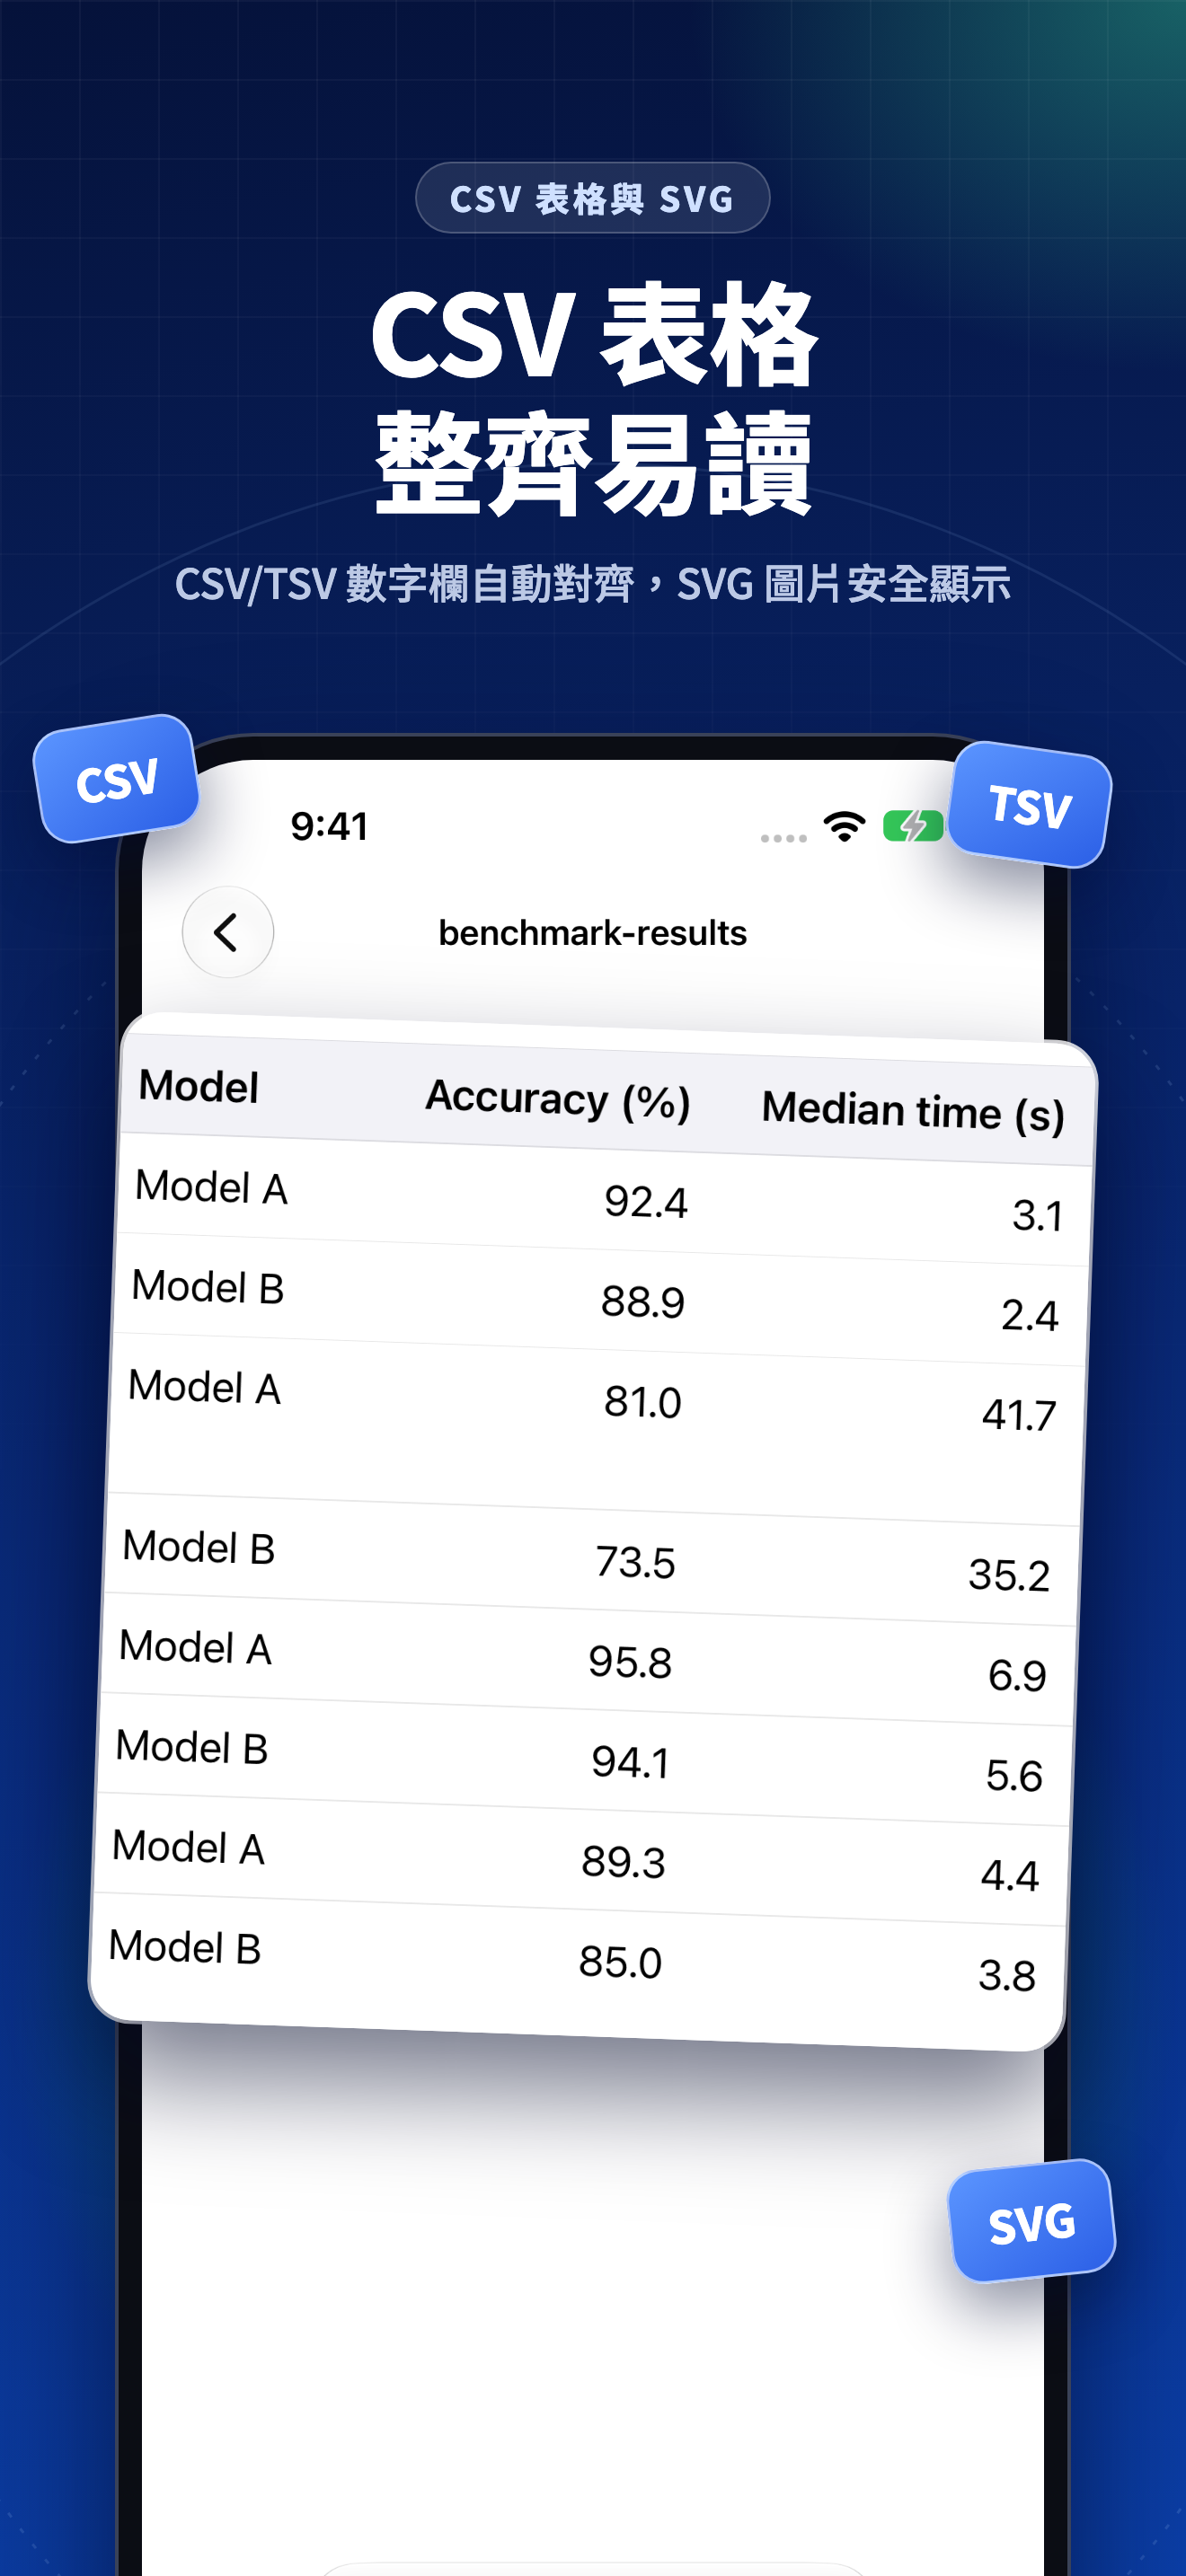 CSV 表格與 SVG
CSV 表格
整齊易讀
CSV/TSV 數字欄自動對齊，SVG 圖片安全顯示
CSV
TSV
9:41
benchmark-results
Model Accuracy (%) Median time (s)
Model A 92.4 3.1
Model B 88.9 2.4
Model A 81.0 41.7
Model B 73.5 35.2
Model A 95.8 6.9
Model B 94.1 5.6
Model A 89.3 4.4
Model B 85.0 3.8
SVG